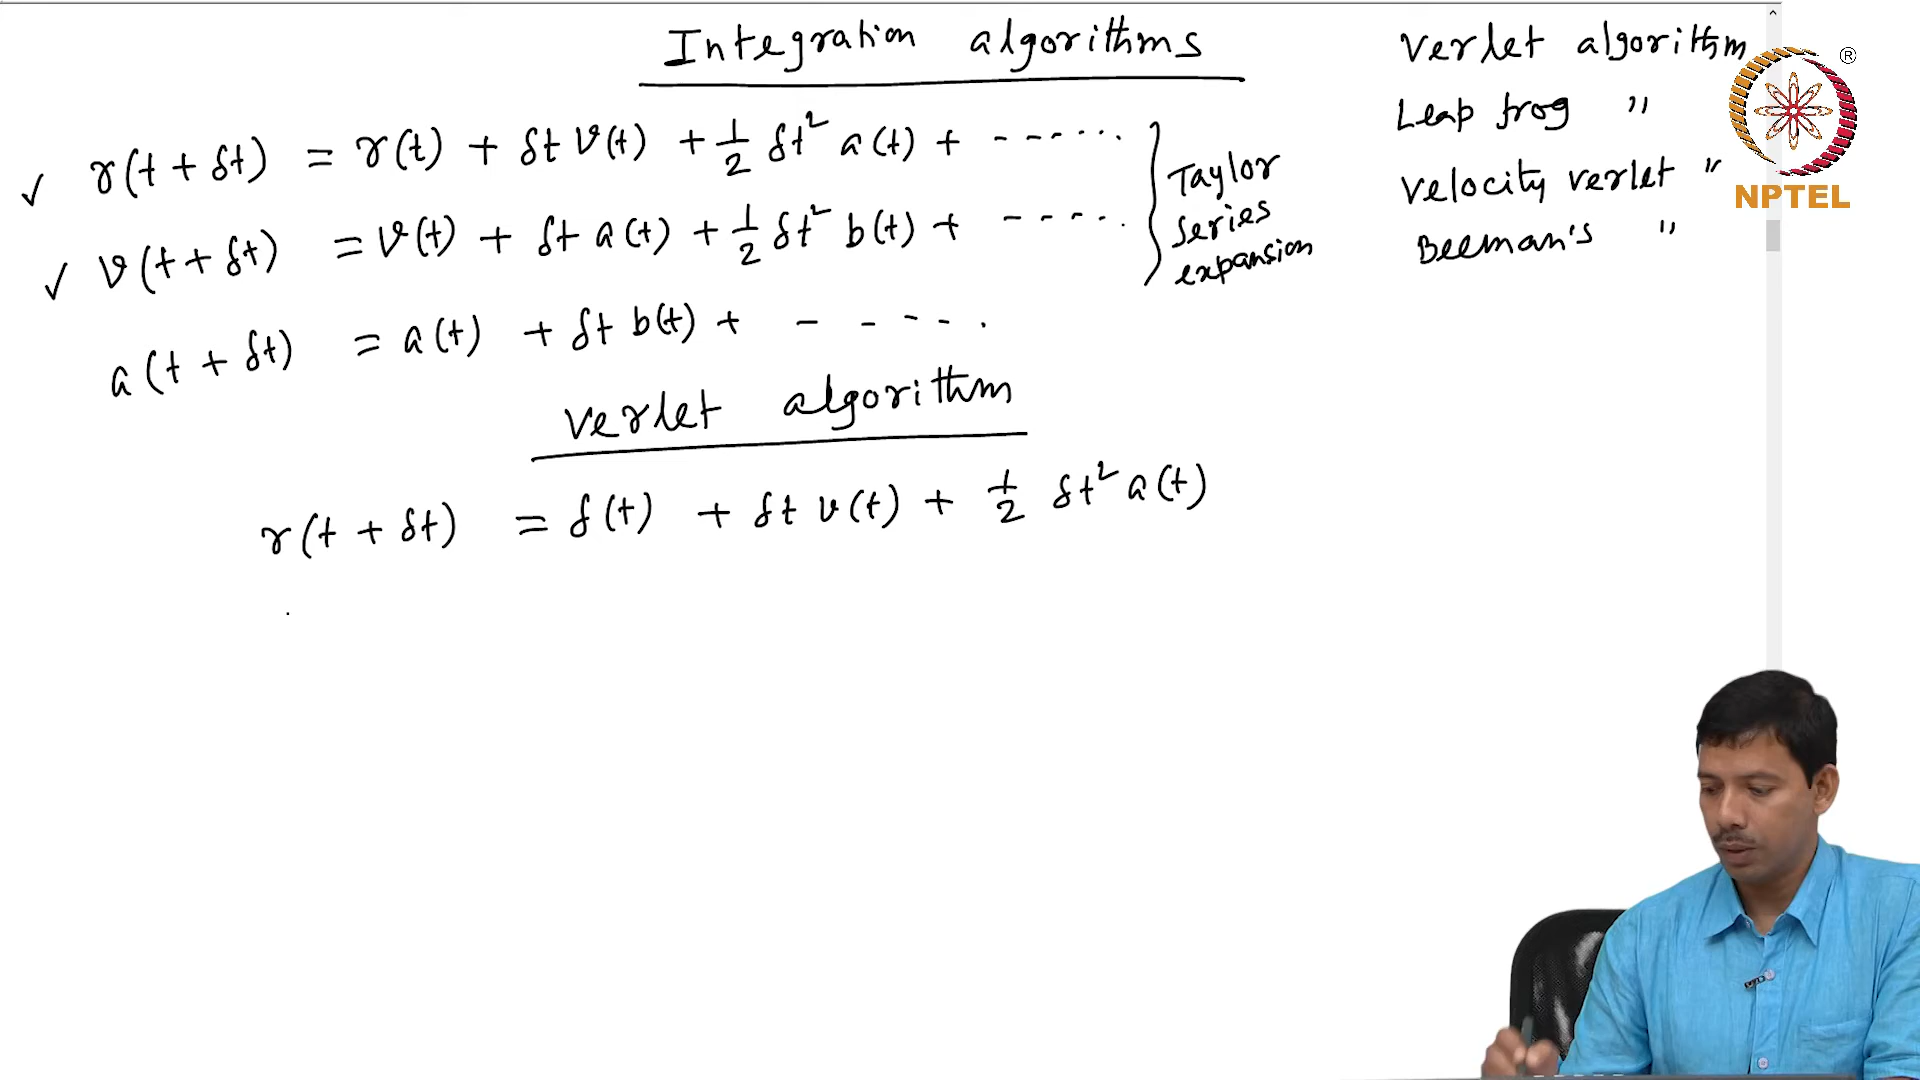 Integration algorithms
r(t + δt) = r(t) + δt v(t) + 1/2 δt² a(t) + ------
✓
v(t + δt) = v(t) + δt a(t) + 1/2 δt² b(t) + -----
✓
a(t + δt) = a(t) + δt b(t) + - - - - .
Taylor
series
expansion
verlet algorithm
Leap frog "
velocity verlet "
Beeman's "
®
NPTEL
verlet algorithm
r(t + δt) = δ(t) + δt v(t) + 1/2 δt² a(t)